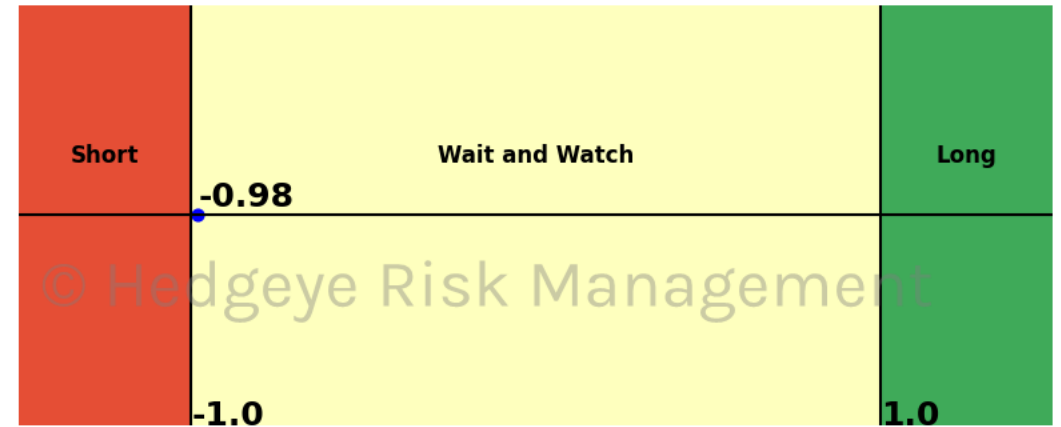 Short
Wait and Watch
Long
-0.98
© Hedgeye Risk Management
-1.0
1.0